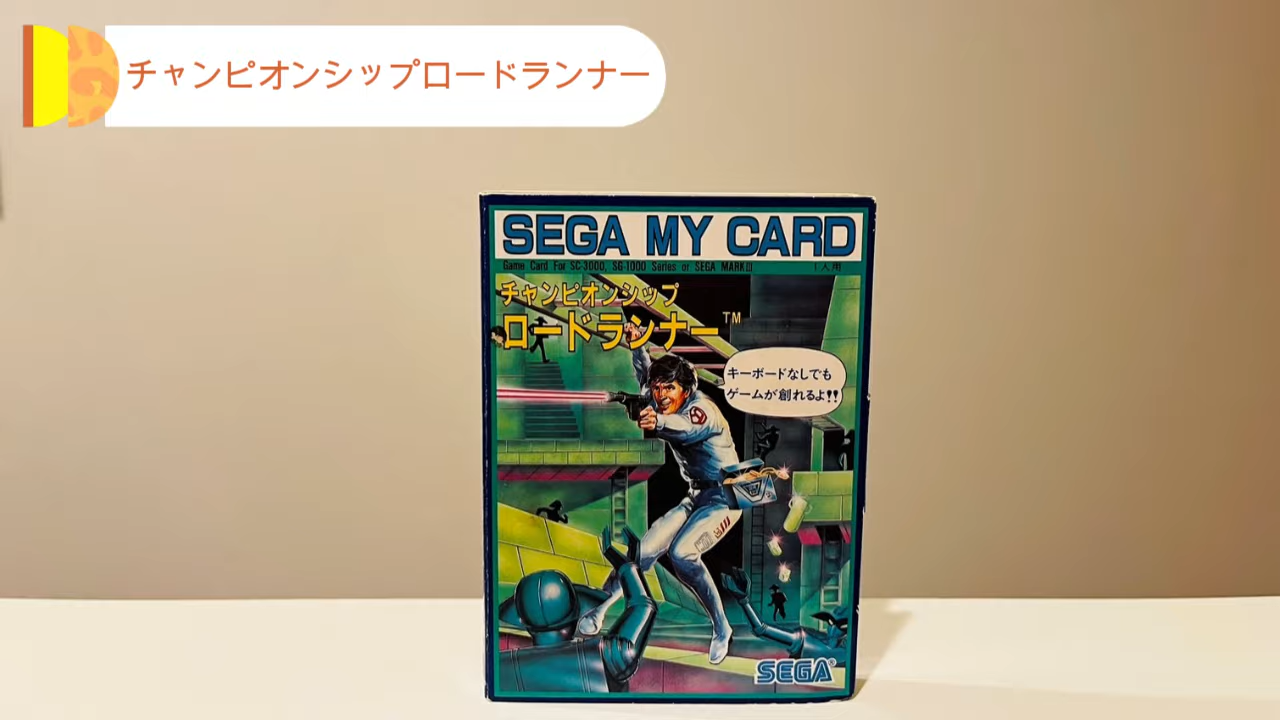 チャンピオンシップロードランナー
SEGA MY CARD
Game Card For SC-3000, SG-1000 Series or SEGA MARKⅢ
1人用
チャンピオンシップ
ロードランナー™
キーボードなしでも
ゲームが創れるよ!!
SEGA®